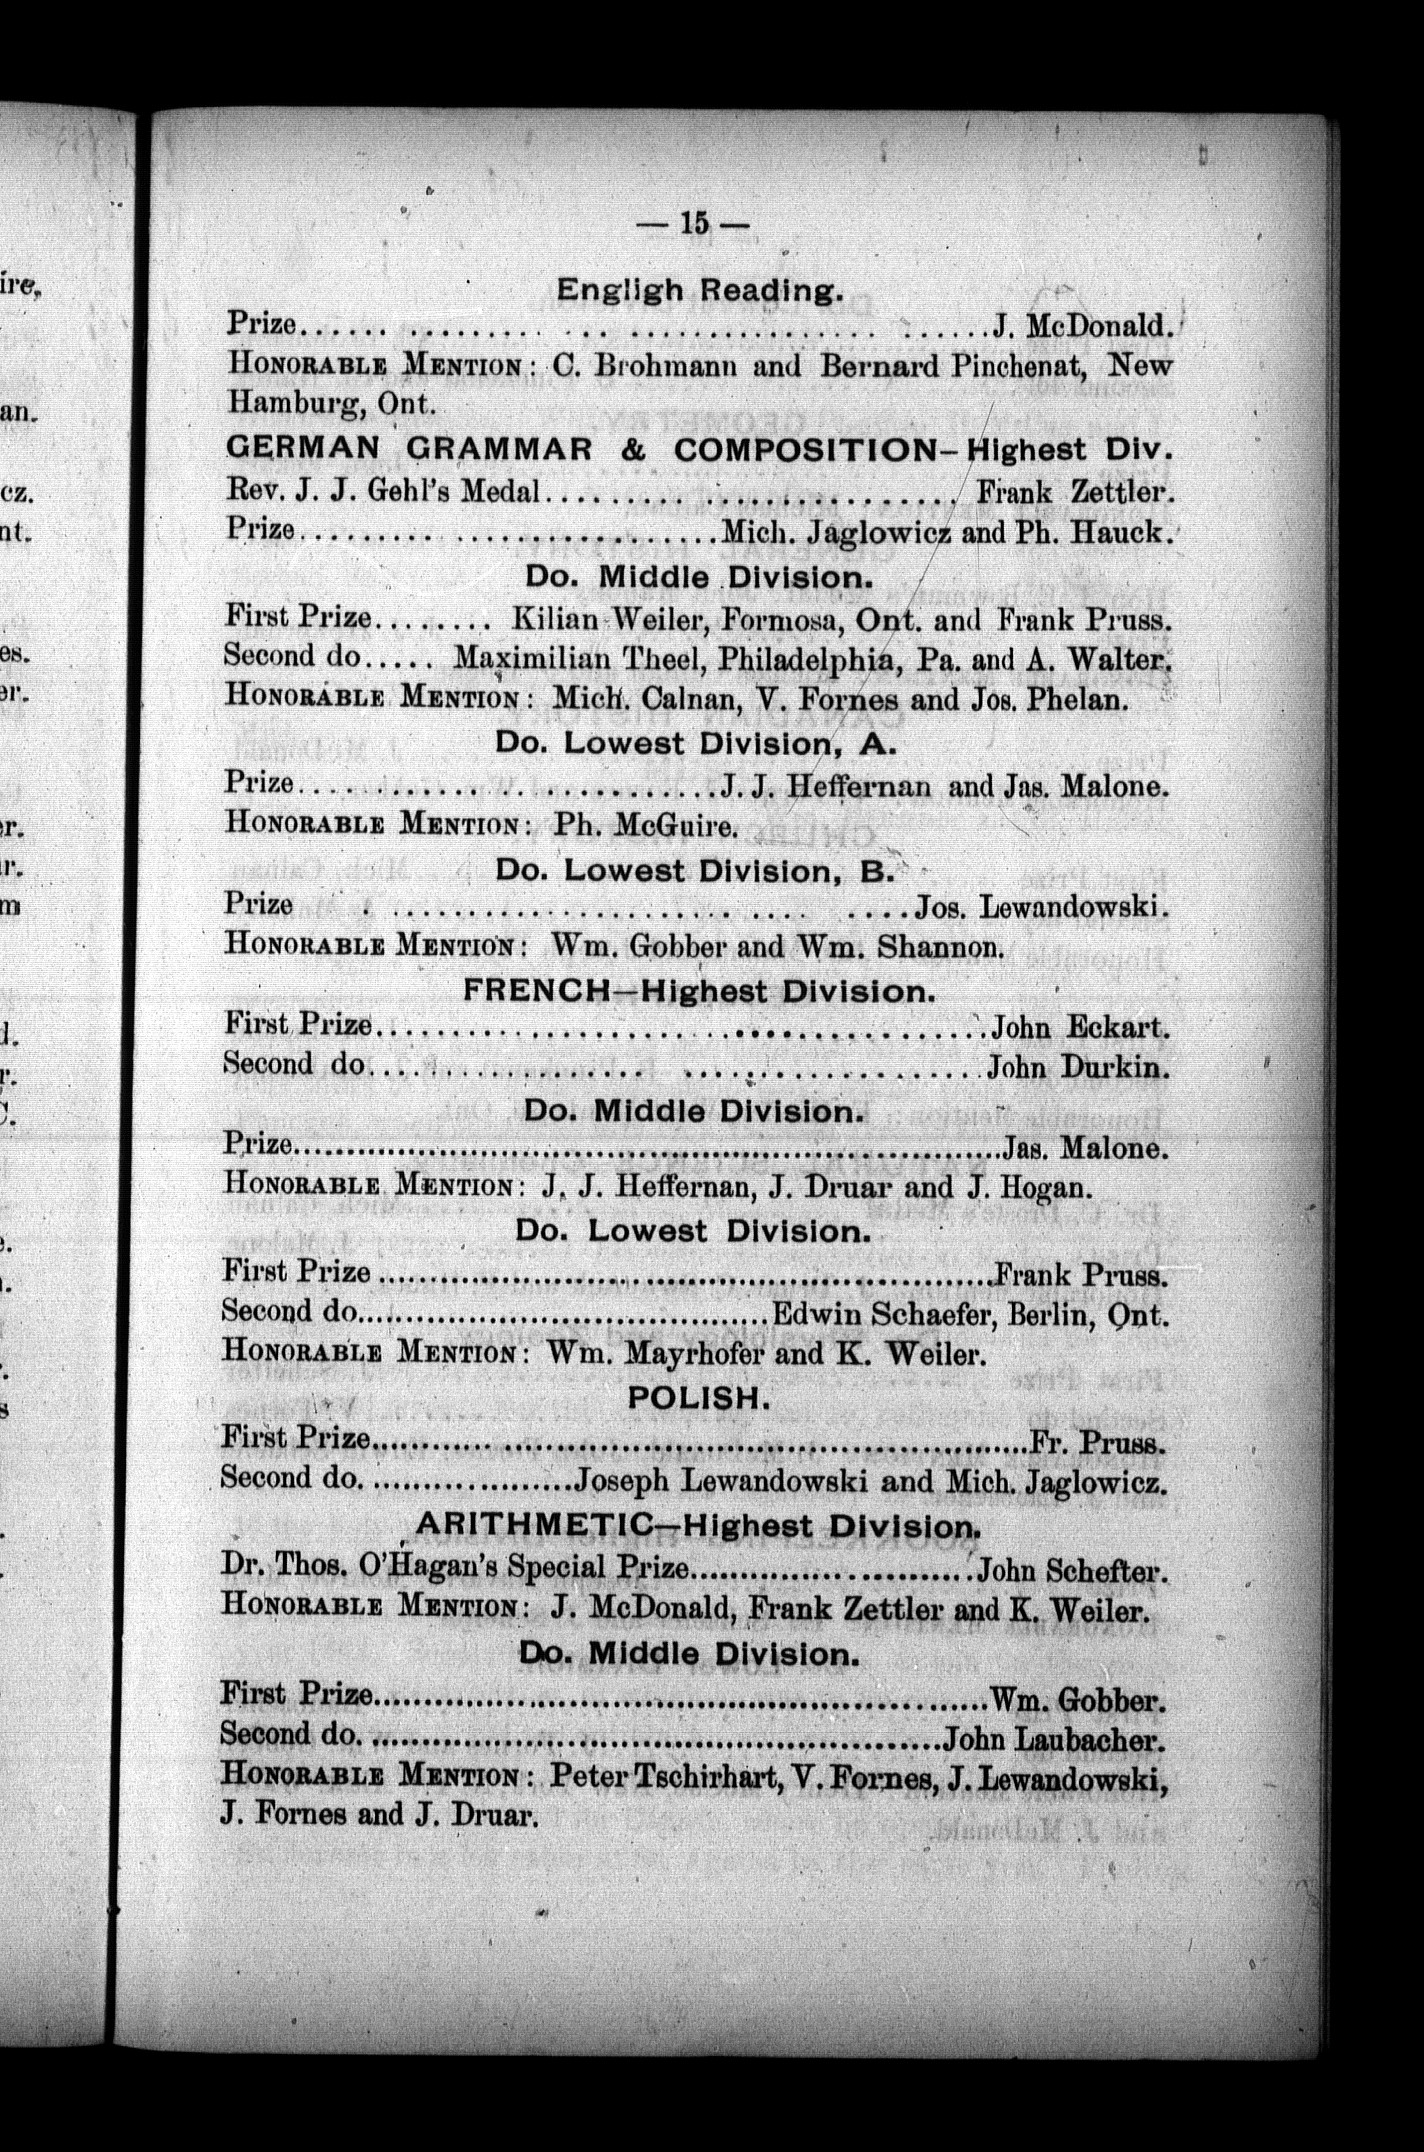 — 15 —
Engligh Reading.
Prize...... ......... ... ................ ......J. McDonald.
HONORABLE MENTION: C. Brohmann and Bernard Pinchenat, New
Hamburg, Ont.
GERMAN GRAMMAR & COMPOSITION—Highest Div.
Rev. J. J. Gehl's Medal......... ................ Frank Zettler.
Prize......... ...................Mich. Jaglowicz and Ph. Hauck.
Do. Middle Division.
First Prize........ Kilian Weiler, Formosa, Ont. and Frank Pruss.
Second do..... Maximilian Theel, Philadelphia, Pa. and A. Walter.
HONORABLE MENTION: Mich. Calnan, V. Fornes and Jos. Phelan.
Do. Lowest Division, A.
Prize............................J. J. Heffernan and Jas. Malone.
HONORABLE MENTION: Ph. McGuire.
Do. Lowest Division, B.
Prize . ....................... .... ....Jos. Lewandowski.
HONORABLE MENTION: Wm. Gobber and Wm. Shannon.
FRENCH—Highest Division.
First Prize........................................John Eckart.
Second do................ ....................John Durkin.
Do. Middle Division.
Prize................................................................Jas. Malone.
HONORABLE MENTION: J. J. Heffernan, J. Druar and J. Hogan.
Do. Lowest Division.
First Prize ............................................................Frank Pruss.
Second do........................................Edwin Schaefer, Berlin, Ont.
HONORABLE MENTION: Wm. Mayrhofer and K. Weiler.
POLISH.
First Prize............ ...................................................Fr. Pruss.
Second do. ....................Joseph Lewandowski and Mich. Jaglowicz.
ARITHMETIC—Highest Division.
Dr. Thos. O'Hagan's Special Prize............................John Schefter.
HONORABLE MENTION: J. McDonald, Frank Zettler and K. Weiler.
Do. Middle Division.
First Prize............................................................Wm. Gobber.
Second do. ........................................................John Laubacher.
HONORABLE MENTION: Peter Tschirhart, V. Fornes, J. Lewandowski,
J. Fornes and J. Druar.